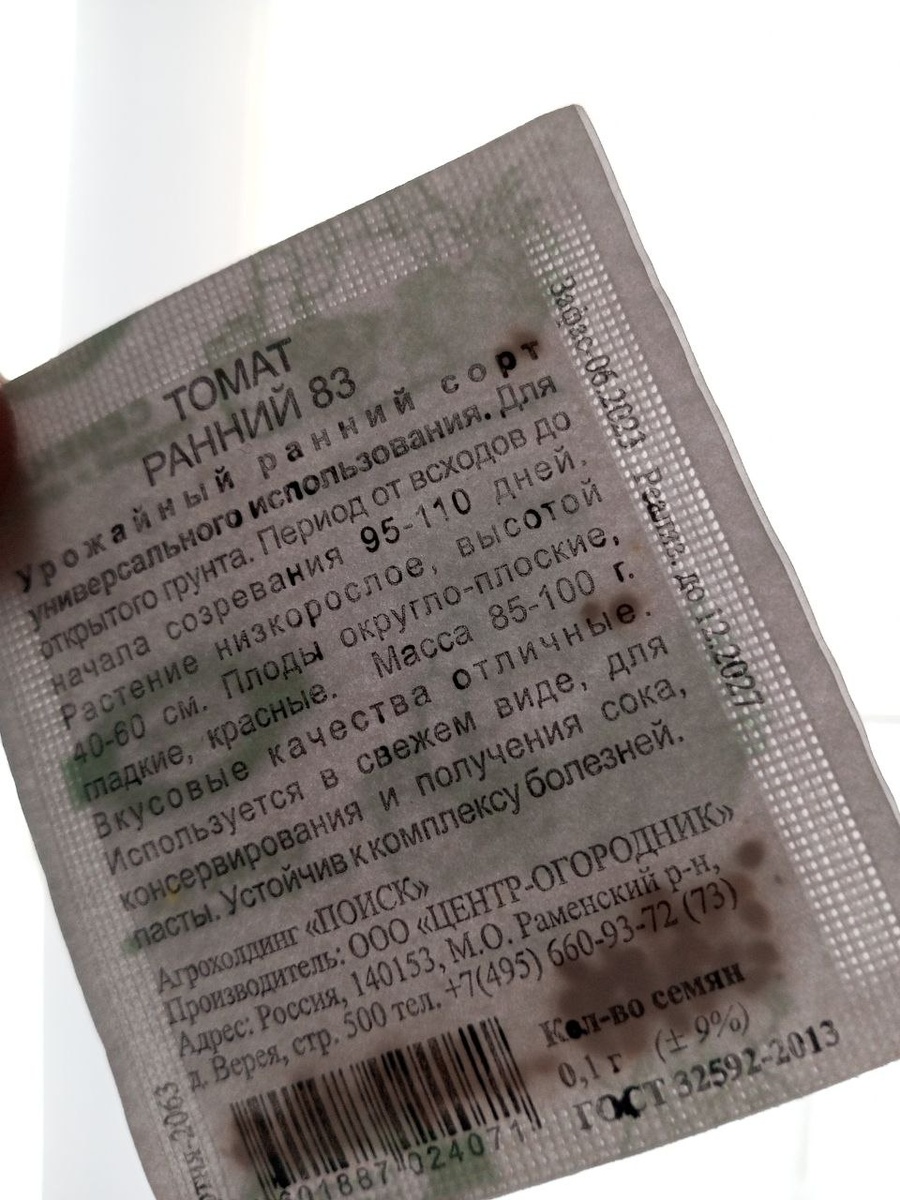 ТОМАТ
РАННИЙ 83
Урожайный ранний сорт
универсального использования. Для
открытого грунта. Период от всходов до
начала созревания 95-110 дней.
Растение низкорослое, высотой
40-60 см. Плоды округло-плоские,
гладкие, красные. Масса 85-100 г.
Вкусовые качества отличные.
Используется в свежем виде, для
консервирования и получения сока,
пасты. Устойчив к комплексу болезней.
Агрохолдинг «ПОИСК»
Производитель: ООО «ЦЕНТР-ОГОРОДНИК»
Адрес: Россия, 140153, М.О. Раменский р-н,
д. Верея, стр. 500 тел. +7(495) 660-93-72 (73)
Кол-во семян
0,1 г (± 9%)
ГОСТ 32592-2013
024071
Зафас. 06.2023 Реализ. до 12.2027
2063